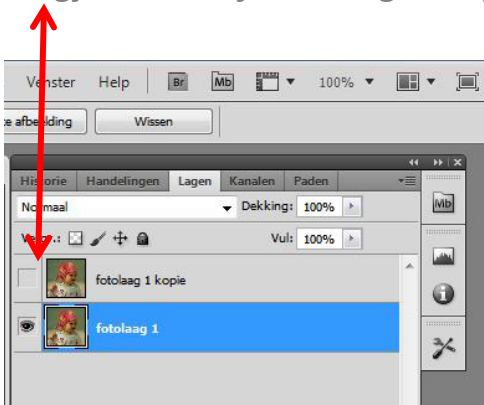 Venster Help Br Mb 100%
afbeelding Wissen
Historie Handelingen Lagen Kanalen Paden
Normaal Dekking: 100%
Mb
Vul: 100%
fotolaag 1 kopie
fotolaag 1